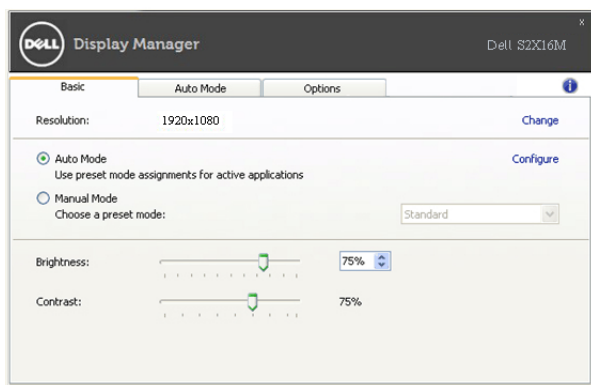 x
DELL Display Manager Dell S2X16M
Basic Auto Mode Options i
Resolution: 1920x1080 Change
Auto Mode Configure
Use preset mode assignments for active applications
Manual Mode
Choose a preset mode: Standard
Brightness: 75%
Contrast: 75%